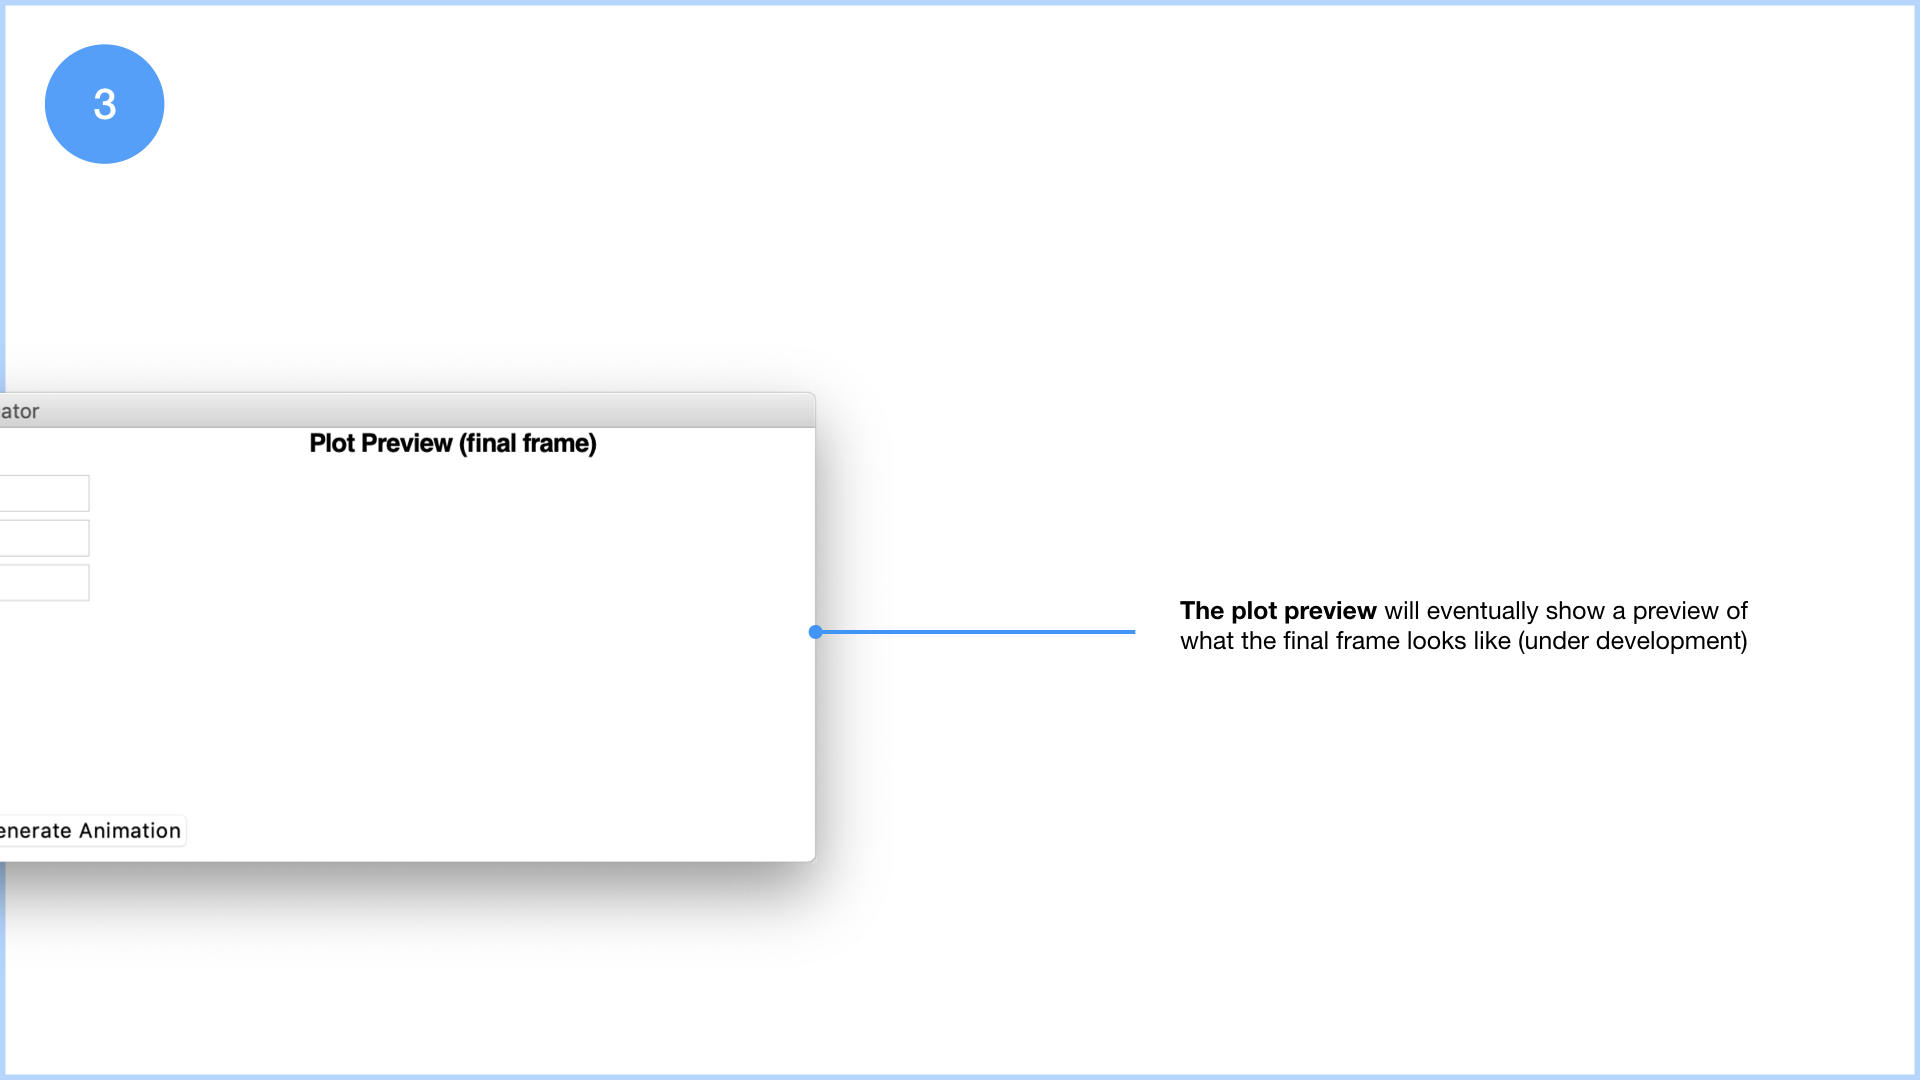 3
ator
Plot Preview (final frame)
The plot preview will eventually show a preview of
what the final frame looks like (under development)
enerate Animation